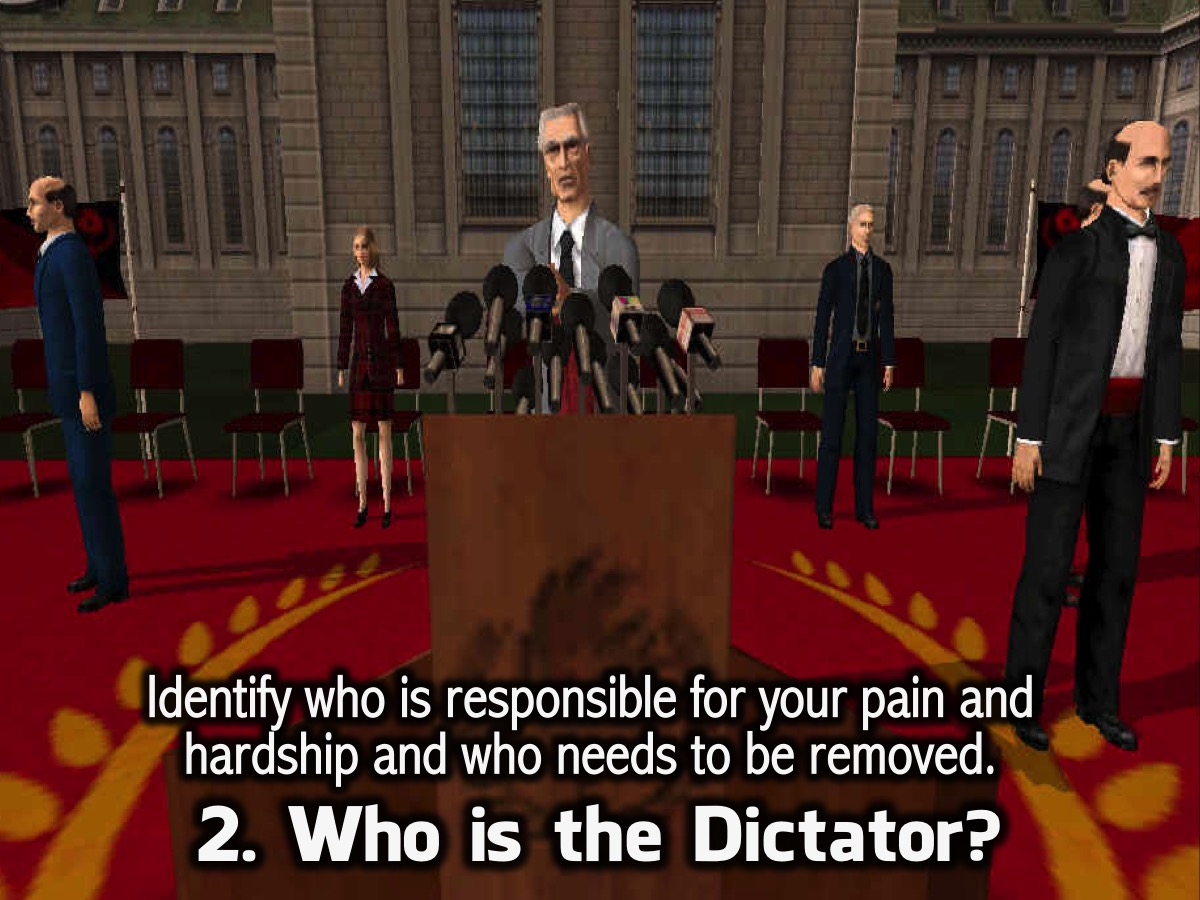 Identify who is responsible for your pain and
hardship and who needs to be removed.
2. Who is the Dictator?